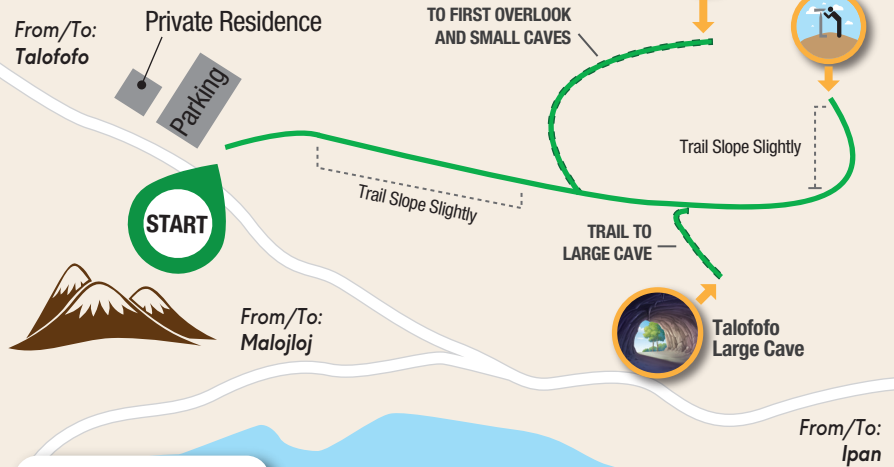 From/To:
Talofofo
Private Residence
Parking
TO FIRST OVERLOOK
AND SMALL CAVES
Trail Slope Slightly
Trail Slope Slightly
START
TRAIL TO
LARGE CAVE
From/To:
Malojloj
Talofofo
Large Cave
From/To:
Ipan